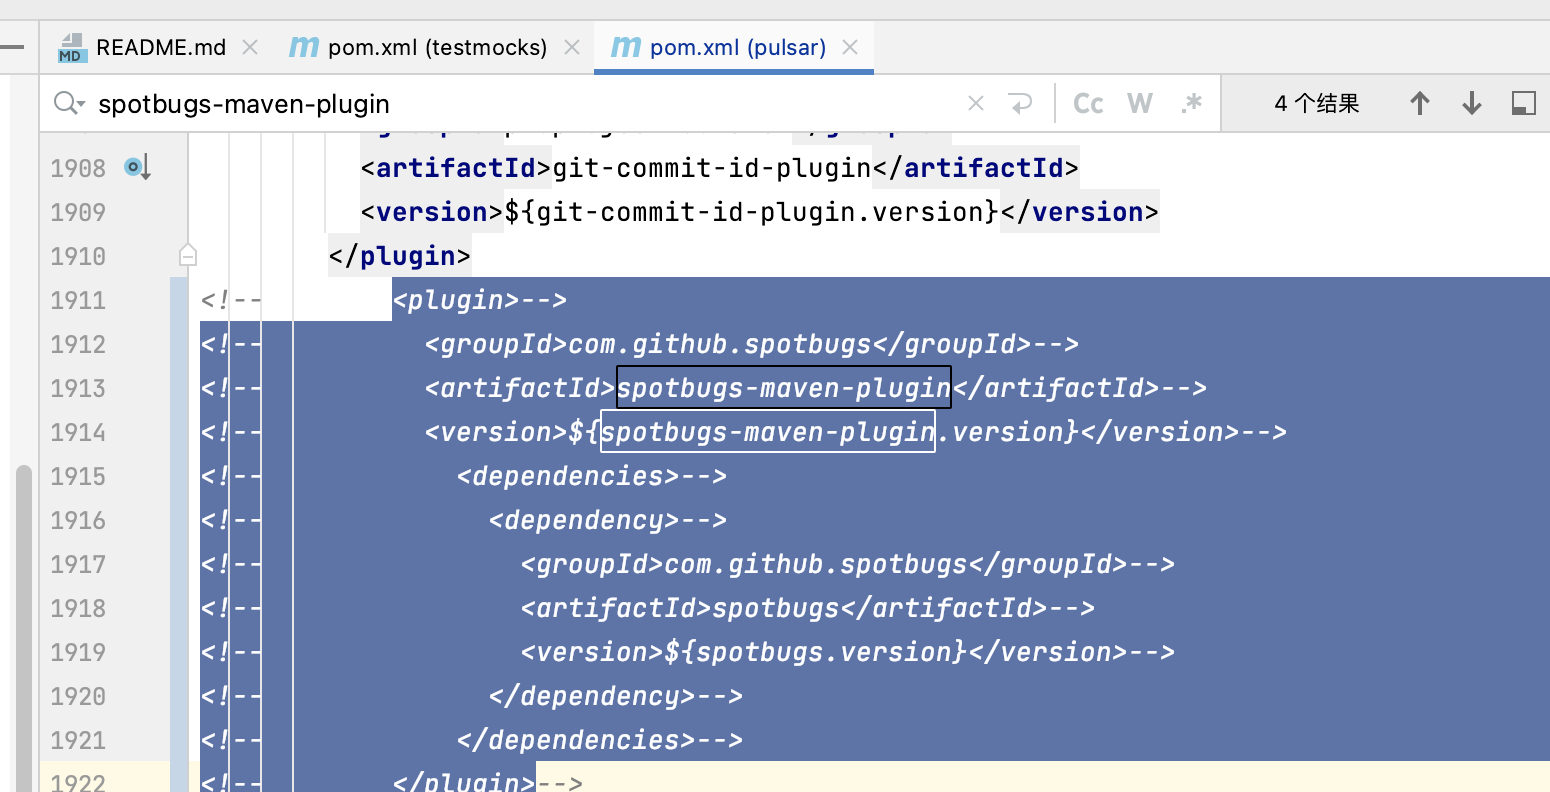 README.md
pom.xml (testmocks)
pom.xml (pulsar)
spotbugs-maven-plugin
Cc W .*
4 个结果
1908 <artifactId>git-commit-id-plugin</artifactId>
1909 <version>${git-commit-id-plugin.version}</version>
1910 </plugin>
1911 <!-- <plugin>-->
1912 <!-- <groupId>com.github.spotbugs</groupId>-->
1913 <!-- <artifactId>spotbugs-maven-plugin</artifactId>-->
1914 <!-- <version>${spotbugs-maven-plugin.version}</version>-->
1915 <!-- <dependencies>-->
1916 <!-- <dependency>-->
1917 <!-- <groupId>com.github.spotbugs</groupId>-->
1918 <!-- <artifactId>spotbugs</artifactId>-->
1919 <!-- <version>${spotbugs.version}</version>-->
1920 <!-- </dependency>-->
1921 <!-- </dependencies>-->
1922 <!-- </plugin>-->